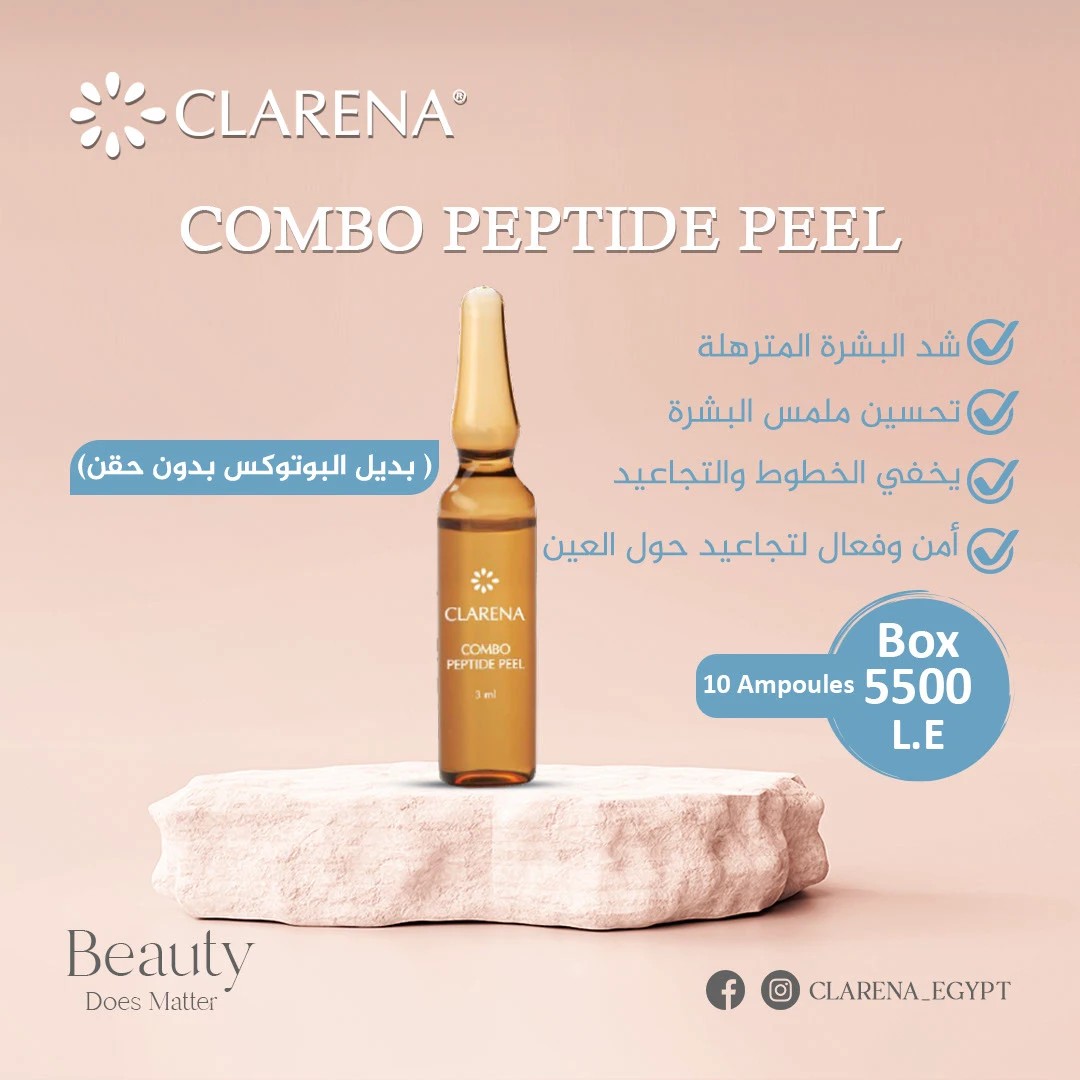 CLARENA®
COMBO PEPTIDE PEEL
شد البشرة المترهلة
تحسين ملمس البشرة
يخفي الخطوط والتجاعيد
أمن وفعال لتجاعيد حول العين
( بديل البوتوكس بدون حقن)
CLARENA
COMBO
PEPTIDE PEEL
3 ml
10 Ampoules
Box
5500
L.E
Beauty
Does Matter
CLARENA_EGYPT